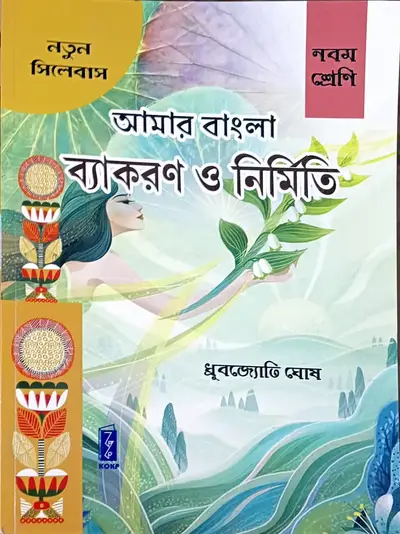 নতুন
সিলেবাস
নবম
শ্রেণি
আমার বাংলা
ব্যাকরণ ও নির্মিতি
ধ্রুবজ্যোতি ঘোষ
KOKP